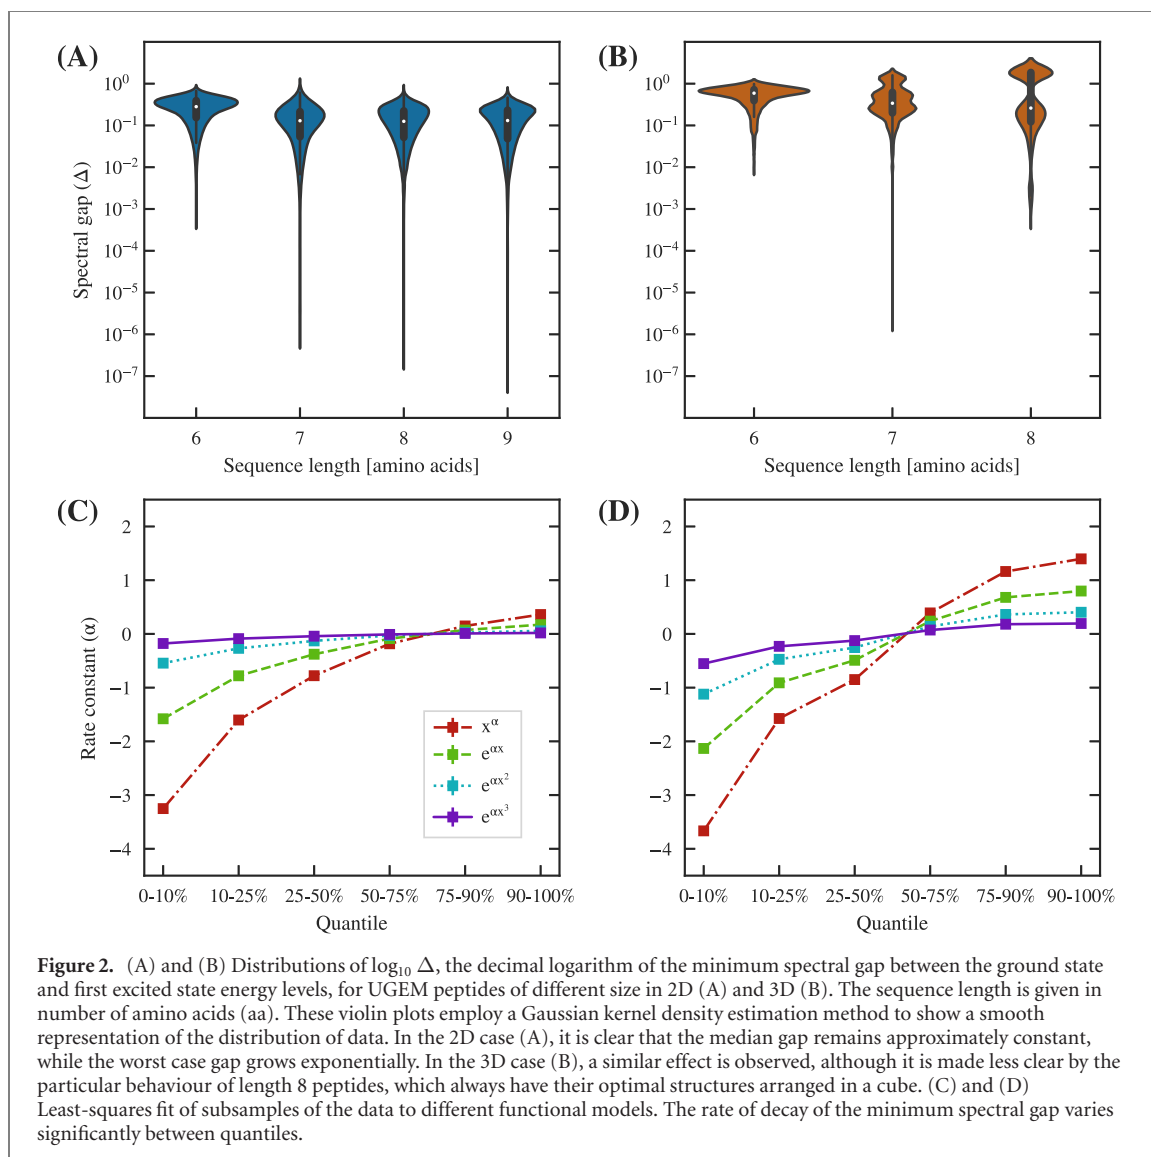 (A)
(B)
10⁰
10⁻¹
10⁻²
10⁻³
10⁻⁴
10⁻⁵
10⁻⁶
10⁻⁷
Spectral gap (Δ)
6 7 8 9
Sequence length [amino acids]
10⁰
10⁻¹
10⁻²
10⁻³
10⁻⁴
10⁻⁵
10⁻⁶
10⁻⁷
6 7 8
Sequence length [amino acids]
(C)
(D)
2
1
0
−1
−2
−3
−4
Rate constant (α)
x^α
e^αx
e^αx²
e^αx³
0-10% 10-25% 25-50% 50-75% 75-90% 90-100%
Quantile
2
1
0
−1
−2
−3
−4
0-10% 10-25% 25-50% 50-75% 75-90% 90-100%
Quantile
Figure 2. (A) and (B) Distributions of log₁₀ Δ, the decimal logarithm of the minimum spectral gap between the ground state
and first excited state energy levels, for UGEM peptides of different size in 2D (A) and 3D (B). The sequence length is given in
number of amino acids (aa). These violin plots employ a Gaussian kernel density estimation method to show a smooth
representation of the distribution of data. In the 2D case (A), it is clear that the median gap remains approximately constant,
while the worst case gap grows exponentially. In the 3D case (B), a similar effect is observed, although it is made less clear by the
particular behaviour of length 8 peptides, which always have their optimal structures arranged in a cube. (C) and (D)
Least-squares fit of subsamples of the data to different functional models. The rate of decay of the minimum spectral gap varies
significantly between quantiles.